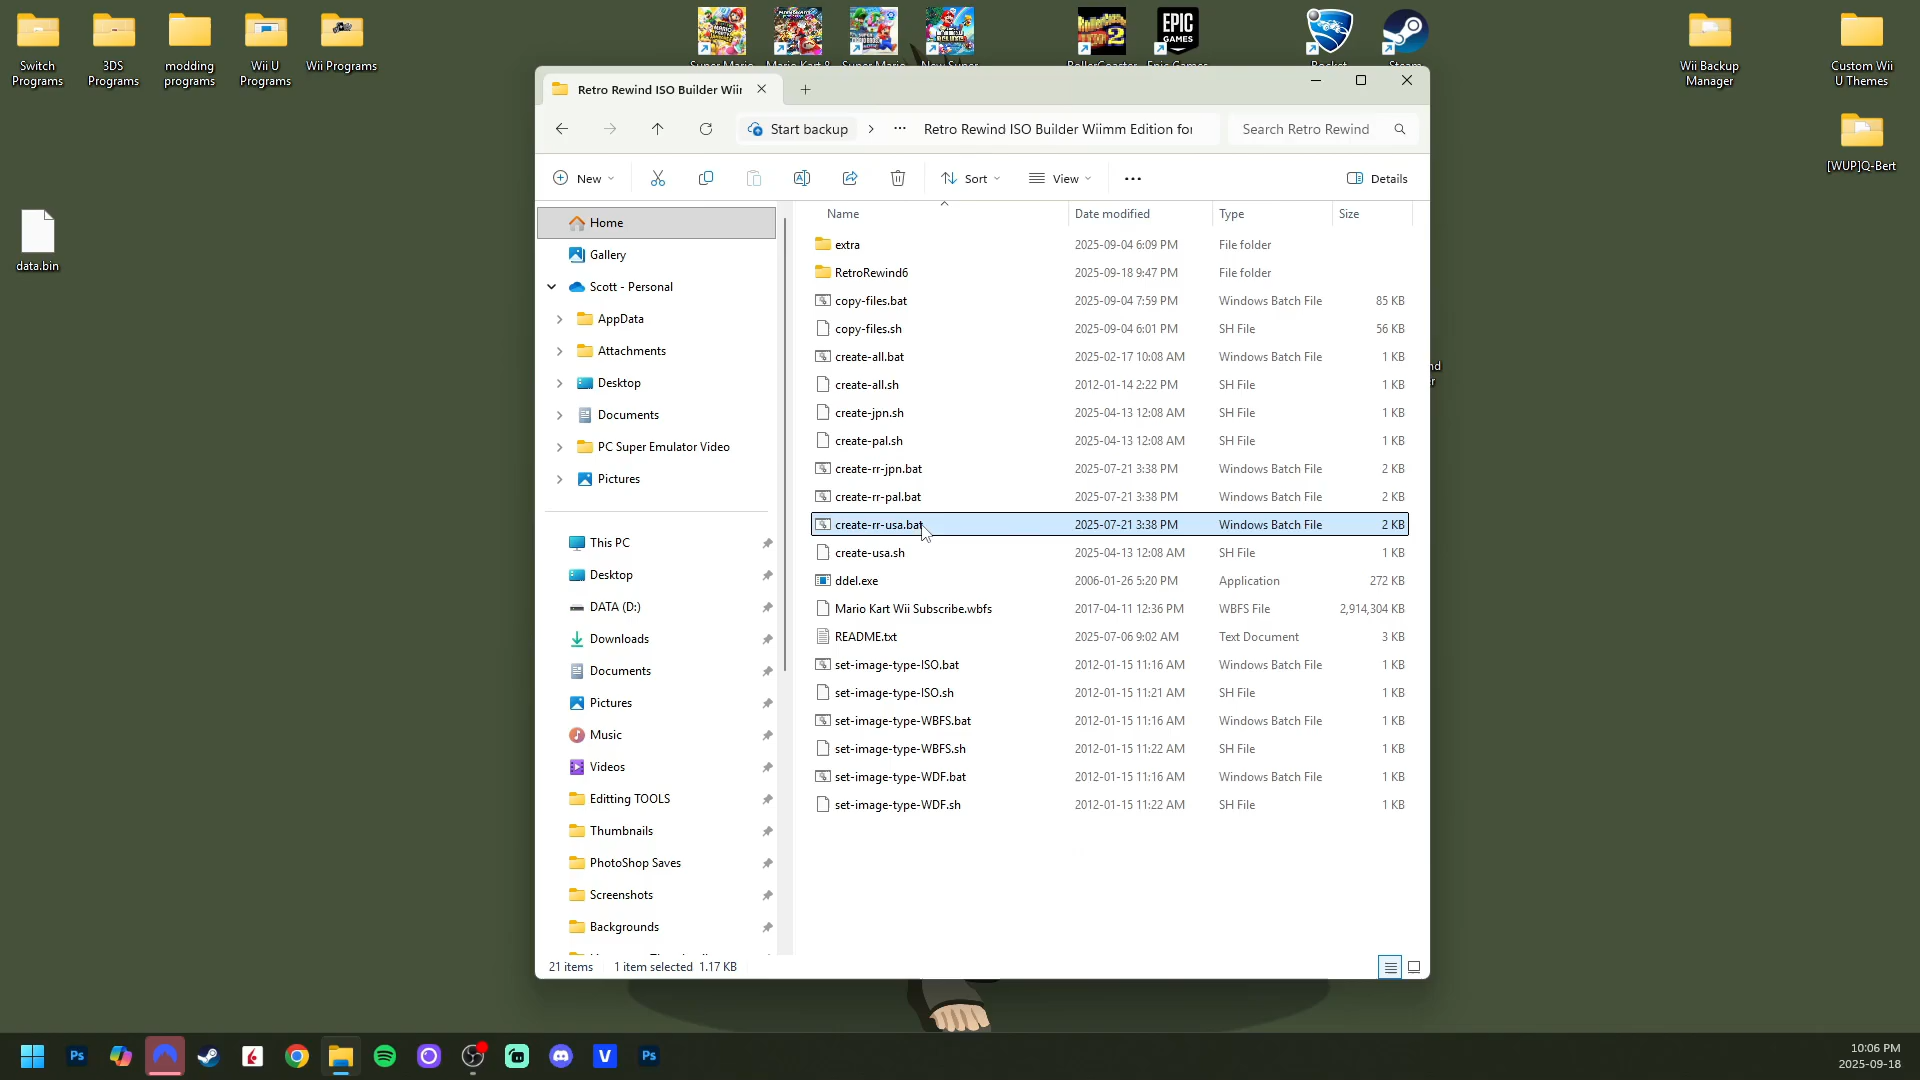 Switch
Programs
3DS
Programs
modding
programs
Wii U
Programs
Wii Programs
EPIC
GAMES
2
Wii Backup
Manager
Custom Wii
U Themes
[WUP]Q-Bert
data.bin
Retro Rewind ISO Builder Wii
Start backup
Retro Rewind ISO Builder Wiimm Edition for
Search Retro Rewind
New
Sort
View
Details
Home
Gallery
Scott - Personal
AppData
Attachments
Desktop
Documents
PC Super Emulator Video
Pictures
This PC
Desktop
DATA (D:)
Downloads
Documents
Pictures
Music
Videos
Editting TOOLS
Thumbnails
PhotoShop Saves
Screenshots
Backgrounds
Name Date modified Type Size
extra 2025-09-04 6:09 PM File folder
RetroRewind6 2025-09-18 9:47 PM File folder
copy-files.bat 2025-09-04 7:59 PM Windows Batch File 85 KB
copy-files.sh 2025-09-04 6:01 PM SH File 56 KB
create-all.bat 2025-02-17 10:08 AM Windows Batch File 1 KB
create-all.sh 2012-01-14 2:22 PM SH File 1 KB
create-jpn.sh 2025-04-13 12:08 AM SH File 1 KB
create-pal.sh 2025-04-13 12:08 AM SH File 1 KB
create-rr-jpn.bat 2025-07-21 3:38 PM Windows Batch File 2 KB
create-rr-pal.bat 2025-07-21 3:38 PM Windows Batch File 2 KB
create-rr-usa.bat 2025-07-21 3:38 PM Windows Batch File 2 KB
create-usa.sh 2025-04-13 12:08 AM SH File 1 KB
ddel.exe 2006-01-26 5:20 PM Application 272 KB
Mario Kart Wii Subscribe.wbfs 2017-04-11 12:36 PM WBFS File 2,914,304 KB
README.txt 2025-07-06 9:02 AM Text Document 3 KB
set-image-type-ISO.bat 2012-01-15 11:16 AM Windows Batch File 1 KB
set-image-type-ISO.sh 2012-01-15 11:21 AM SH File 1 KB
set-image-type-WBFS.bat 2012-01-15 11:16 AM Windows Batch File 1 KB
set-image-type-WBFS.sh 2012-01-15 11:22 AM SH File 1 KB
set-image-type-WDF.bat 2012-01-15 11:16 AM Windows Batch File 1 KB
set-image-type-WDF.sh 2012-01-15 11:22 AM SH File 1 KB
21 items 1 item selected 1.17 KB
nd
r
Ps
V
Ps
10:06 PM
2025-09-18